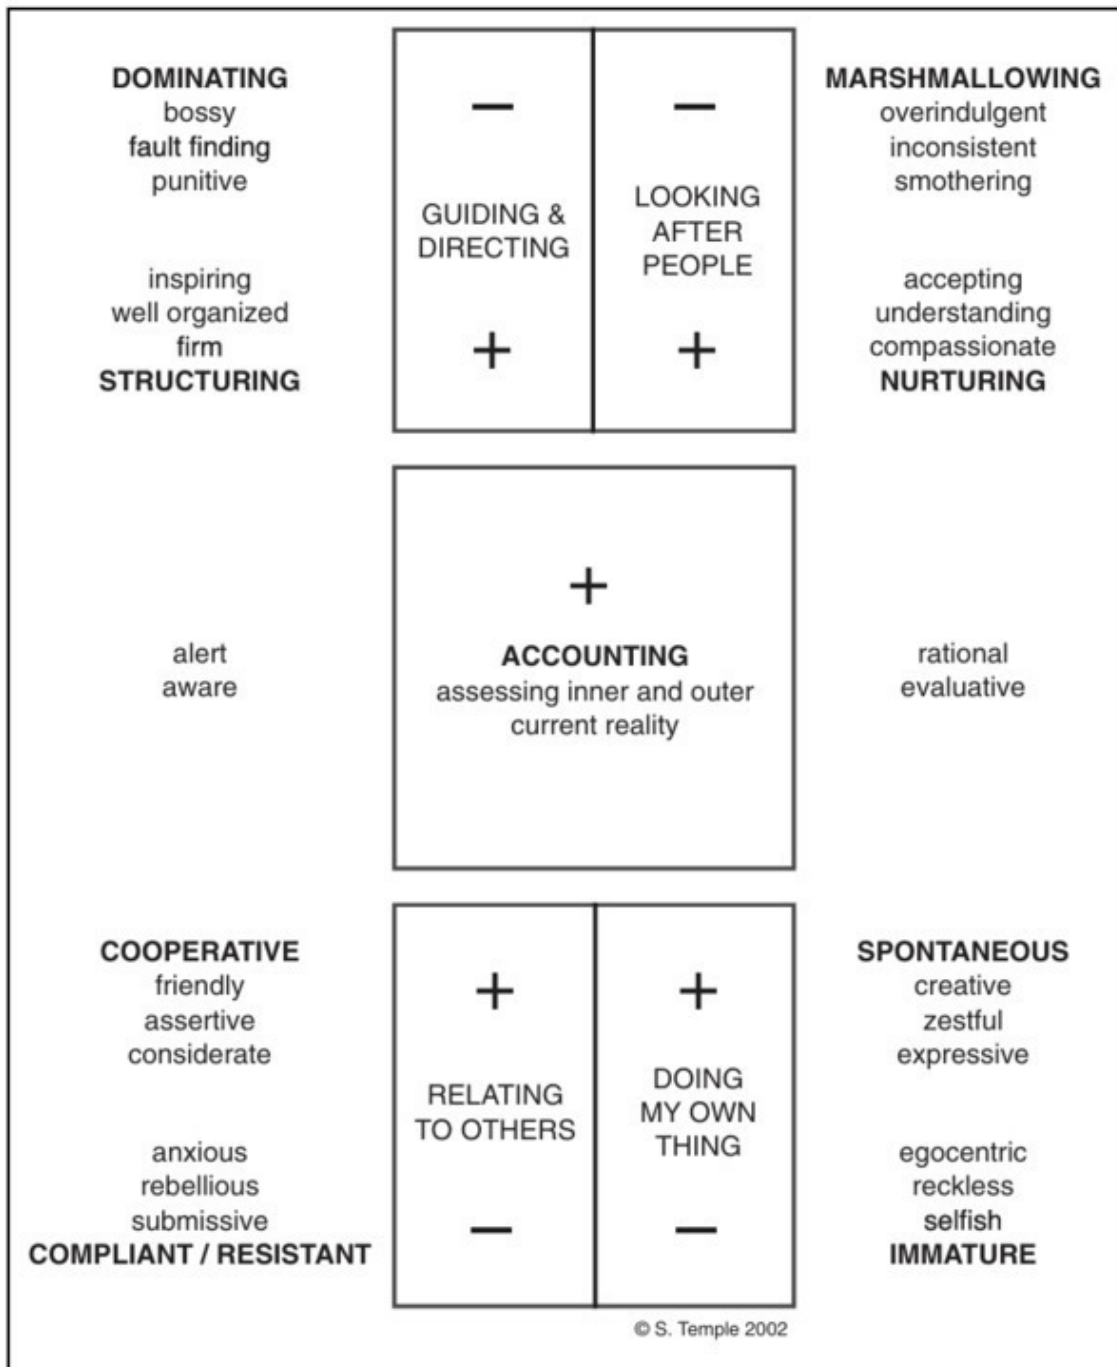 DOMINATING
bossy
fault finding
punitive
inspiring
well organized
firm
STRUCTURING
−
GUIDING &
DIRECTING
+
−
LOOKING
AFTER
PEOPLE
+
MARSHMALLOWING
overindulgent
inconsistent
smothering
accepting
understanding
compassionate
NURTURING
alert
aware
+
ACCOUNTING
assessing inner and outer
current reality
rational
evaluative
COOPERATIVE
friendly
assertive
considerate
anxious
rebellious
submissive
COMPLIANT / RESISTANT
+
RELATING
TO OTHERS
−
+
DOING
MY OWN
THING
−
SPONTANEOUS
creative
zestful
expressive
egocentric
reckless
selfish
IMMATURE
© S. Temple 2002